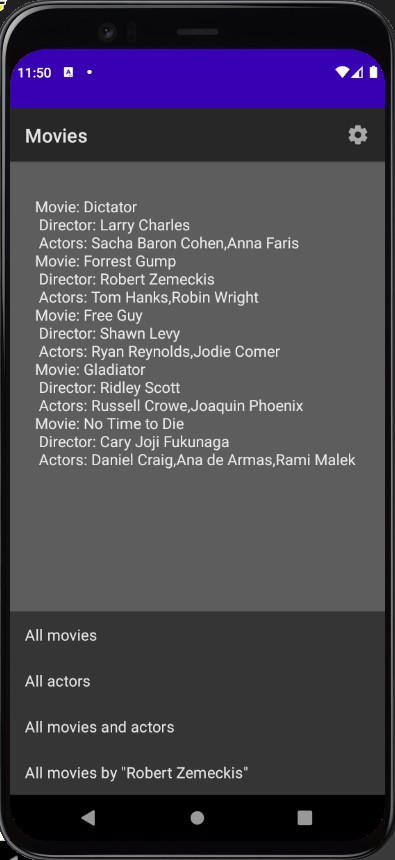 11:50
Movies
Movie: Dictator
Director: Larry Charles
Actors: Sacha Baron Cohen,Anna Faris
Movie: Forrest Gump
Director: Robert Zemeckis
Actors: Tom Hanks,Robin Wright
Movie: Free Guy
Director: Shawn Levy
Actors: Ryan Reynolds,Jodie Comer
Movie: Gladiator
Director: Ridley Scott
Actors: Russell Crowe,Joaquin Phoenix
Movie: No Time to Die
Director: Cary Joji Fukunaga
Actors: Daniel Craig,Ana de Armas,Rami Malek
All movies
All actors
All movies and actors
All movies by "Robert Zemeckis"